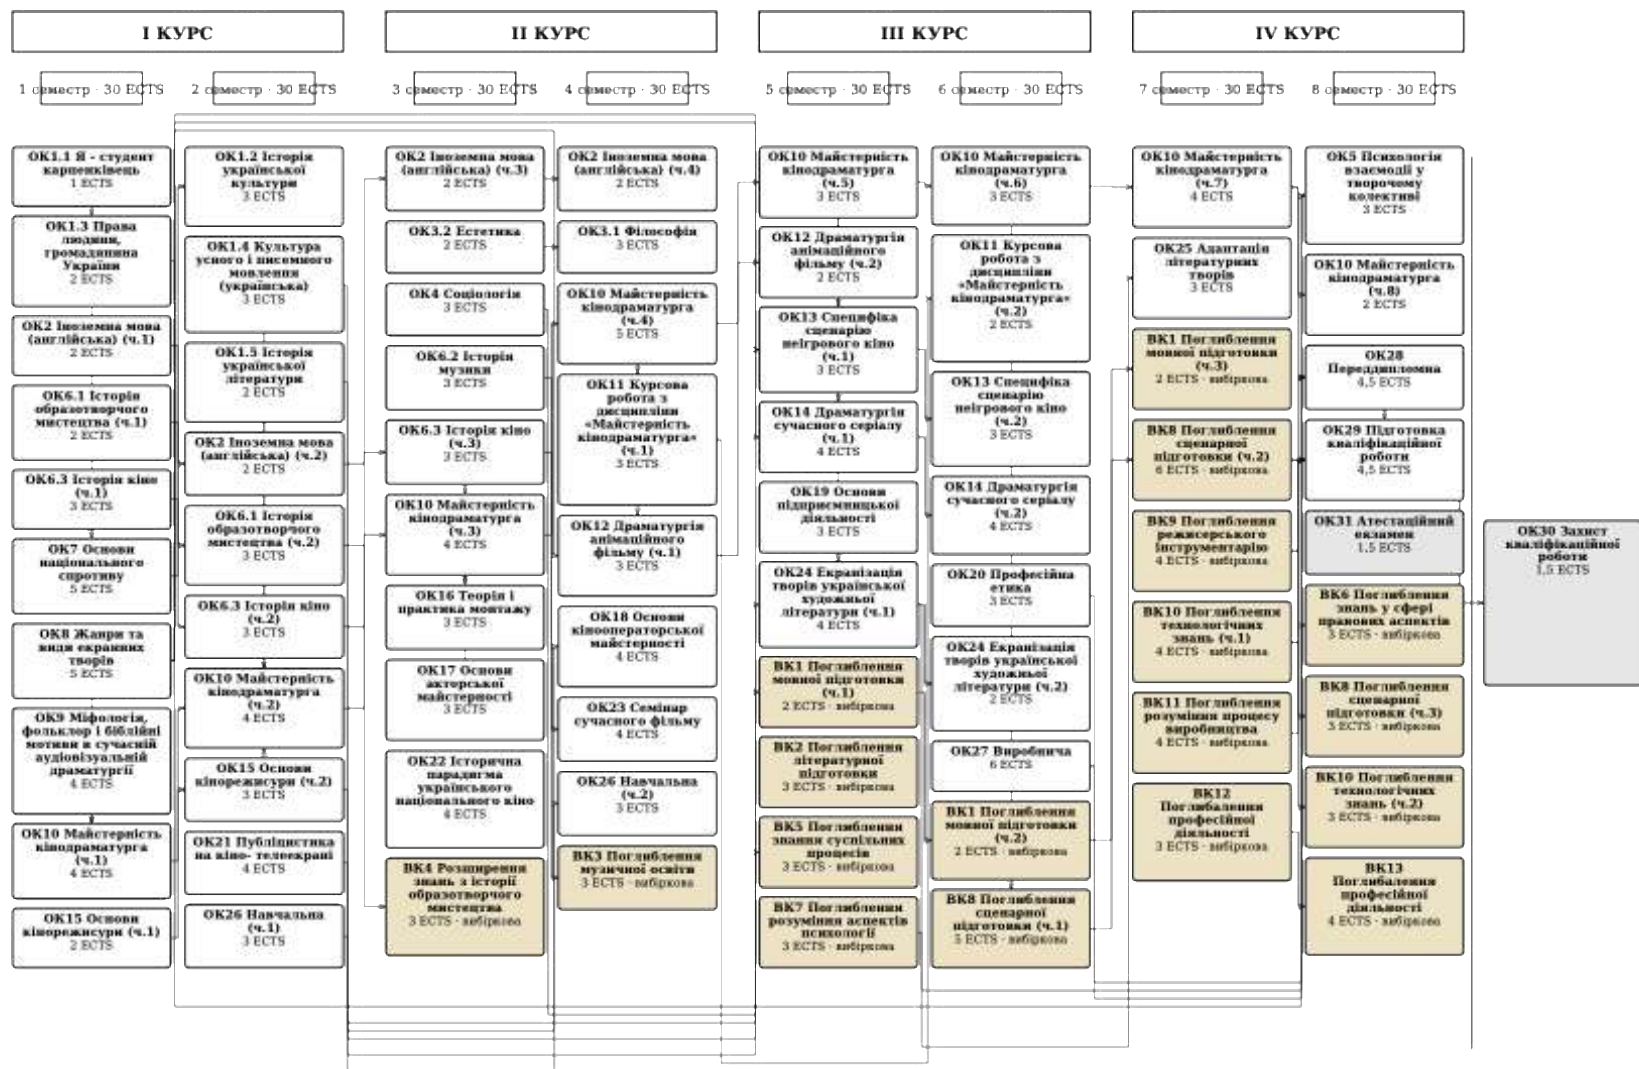 І КУРС
ІІ КУРС
ІІІ КУРС
IV КУРС
1 семестр · 30 ECTS
2 семестр · 30 ECTS
3 семестр · 30 ECTS
4 семестр · 30 ECTS
5 семестр · 30 ECTS
6 семестр · 30 ECTS
7 семестр · 30 ECTS
8 семестр · 30 ECTS
ОК1.1 Я - студент
карпенківець
1 ECTS
ОК1.3 Права
людини,
громадянина
України
2 ECTS
ОК2 Іноземна мова
(англійська) (ч.1)
2 ECTS
ОК6.1 Історія
образотворчого
мистецтва (ч.1)
2 ECTS
ОК6.3 Історія кіно
(ч.1)
3 ECTS
ОК7 Основи
національного
спротиву
5 ECTS
ОК8 Жанри та
види екранних
творів
5 ECTS
ОК9 Міфологія,
фольклор і біблійні
мотиви в сучасній
аудіовізуальній
драматургії
4 ECTS
ОК10 Майстерність
кінодраматурга
(ч.1)
4 ECTS
ОК15 Основи
кінорежисури (ч.1)
2 ECTS
ОК1.2 Історія
української
культури
3 ECTS
ОК1.4 Культура
усного і писемного
мовлення
(українська)
3 ECTS
ОК1.5 Історія
української
літератури
2 ECTS
ОК2 Іноземна мова
(англійська) (ч.2)
2 ECTS
ОК6.1 Історія
образотворчого
мистецтва (ч.2)
3 ECTS
ОК6.3 Історія кіно
(ч.2)
3 ECTS
ОК10 Майстерність
кінодраматурга
(ч.2)
4 ECTS
ОК15 Основи
кінорежисури (ч.2)
3 ECTS
ОК21 Публіцистика
на кіно- телеекрані
4 ECTS
ОК26 Навчальна
(ч.1)
3 ECTS
ОК2 Іноземна мова
(англійська) (ч.3)
2 ECTS
ОК3.2 Естетика
2 ECTS
ОК4 Соціологія
3 ECTS
ОК6.2 Історія
музики
3 ECTS
ОК6.3 Історія кіно
(ч.3)
3 ECTS
ОК10 Майстерність
кінодраматурга
(ч.3)
4 ECTS
ОК16 Теорія і
практика монтажу
3 ECTS
ОК17 Основи
акторської
майстерності
3 ECTS
ОК22 Історична
парадигма
українського
національного кіно
4 ECTS
ВК4 Розширення
знань з історії
образотворчого
мистецтва
3 ECTS · вибіркова
ОК2 Іноземна мова
(англійська) (ч.4)
2 ECTS
ОК3.1 Філософія
3 ECTS
ОК10 Майстерність
кінодраматурга
(ч.4)
5 ECTS
ОК11 Курсова
робота з
дисципліни
«Майстерність
кінодраматурга«
(ч.1)
3 ECTS
ОК12 Драматургія
анімаційного
фільму (ч.1)
3 ECTS
ОК18 Основи
кінооператорської
майстерності
4 ECTS
ОК23 Семінар
сучасного фільму
4 ECTS
ОК26 Навчальна
(ч.2)
3 ECTS
ВК3 Поглиблення
музичної освіти
3 ECTS · вибіркова
ОК10 Майстерність
кінодраматурга
(ч.5)
3 ECTS
ОК12 Драматургія
анімаційного
фільму (ч.2)
2 ECTS
ОК13 Специфіка
сценарію
неігрового кіно
(ч.1)
3 ECTS
ОК14 Драматургія
сучасного серіалу
(ч.1)
4 ECTS
ОК19 Основи
підприємницької
діяльності
3 ECTS
ОК24 Екранізація
творів української
художньої
літератури (ч.1)
4 ECTS
ВК1 Поглиблення
мовної підготовки
(ч.1)
2 ECTS · вибіркова
ВК2 Поглиблення
літературної
підготовки
3 ECTS · вибіркова
ВК5 Поглиблення
знання суспільних
процесів
3 ECTS · вибіркова
ВК7 Поглиблення
розуміння аспектів
психології
3 ECTS · вибіркова
ОК10 Майстерність
кінодраматурга
(ч.6)
3 ECTS
ОК11 Курсова
робота з
дисципліни
«Майстерність
кінодраматурга«
(ч.2)
2 ECTS
ОК13 Специфіка
сценарію
неігрового кіно
(ч.2)
3 ECTS
ОК14 Драматургія
сучасного серіалу
(ч.2)
4 ECTS
ОК20 Професійна
етика
3 ECTS
ОК24 Екранізація
творів української
художньої
літератури (ч.2)
2 ECTS
ОК27 Виробнича
6 ECTS
ВК1 Поглиблення
мовної підготовки
(ч.2)
2 ECTS · вибіркова
ВК8 Поглиблення
сценарної
підготовки (ч.1)
5 ECTS · вибіркова
ОК10 Майстерність
кінодраматурга
(ч.7)
4 ECTS
ОК25 Адаптація
літературних
творів
3 ECTS
ВК1 Поглиблення
мовної підготовки
(ч.3)
2 ECTS · вибіркова
ВК8 Поглиблення
сценарної
підготовки (ч.2)
6 ECTS · вибіркова
ВК9 Поглиблення
режисерського
інструментарію
4 ECTS · вибіркова
ВК10 Поглиблення
технологічних
знань (ч.1)
4 ECTS · вибіркова
ВК11 Поглиблення
розуміння процесу
виробництва
4 ECTS · вибіркова
ВК12
Поглибалення
професійної
діяльності
3 ECTS · вибіркова
ОК5 Психологія
взаємодії у
творчому
колективі
3 ECTS
ОК10 Майстерність
кінодраматурга
(ч.8)
2 ECTS
ОК28
Переддипломна
4,5 ECTS
ОК29 Підготовка
кваліфікаційної
роботи
4,5 ECTS
ОК31 Атестаційний
екзамен
1,5 ECTS
ВК6 Поглиблення
знань у сфері
правових аспектів
3 ECTS · вибіркова
ВК8 Поглиблення
сценарної
підготовки (ч.3)
3 ECTS · вибіркова
ВК10 Поглиблення
технологічних
знань (ч.2)
3 ECTS · вибіркова
ВК13
Поглибалення
професійної
діяльності
4 ECTS · вибіркова
ОК30 Захист
кваліфікаційної
роботи
1,5 ECTS